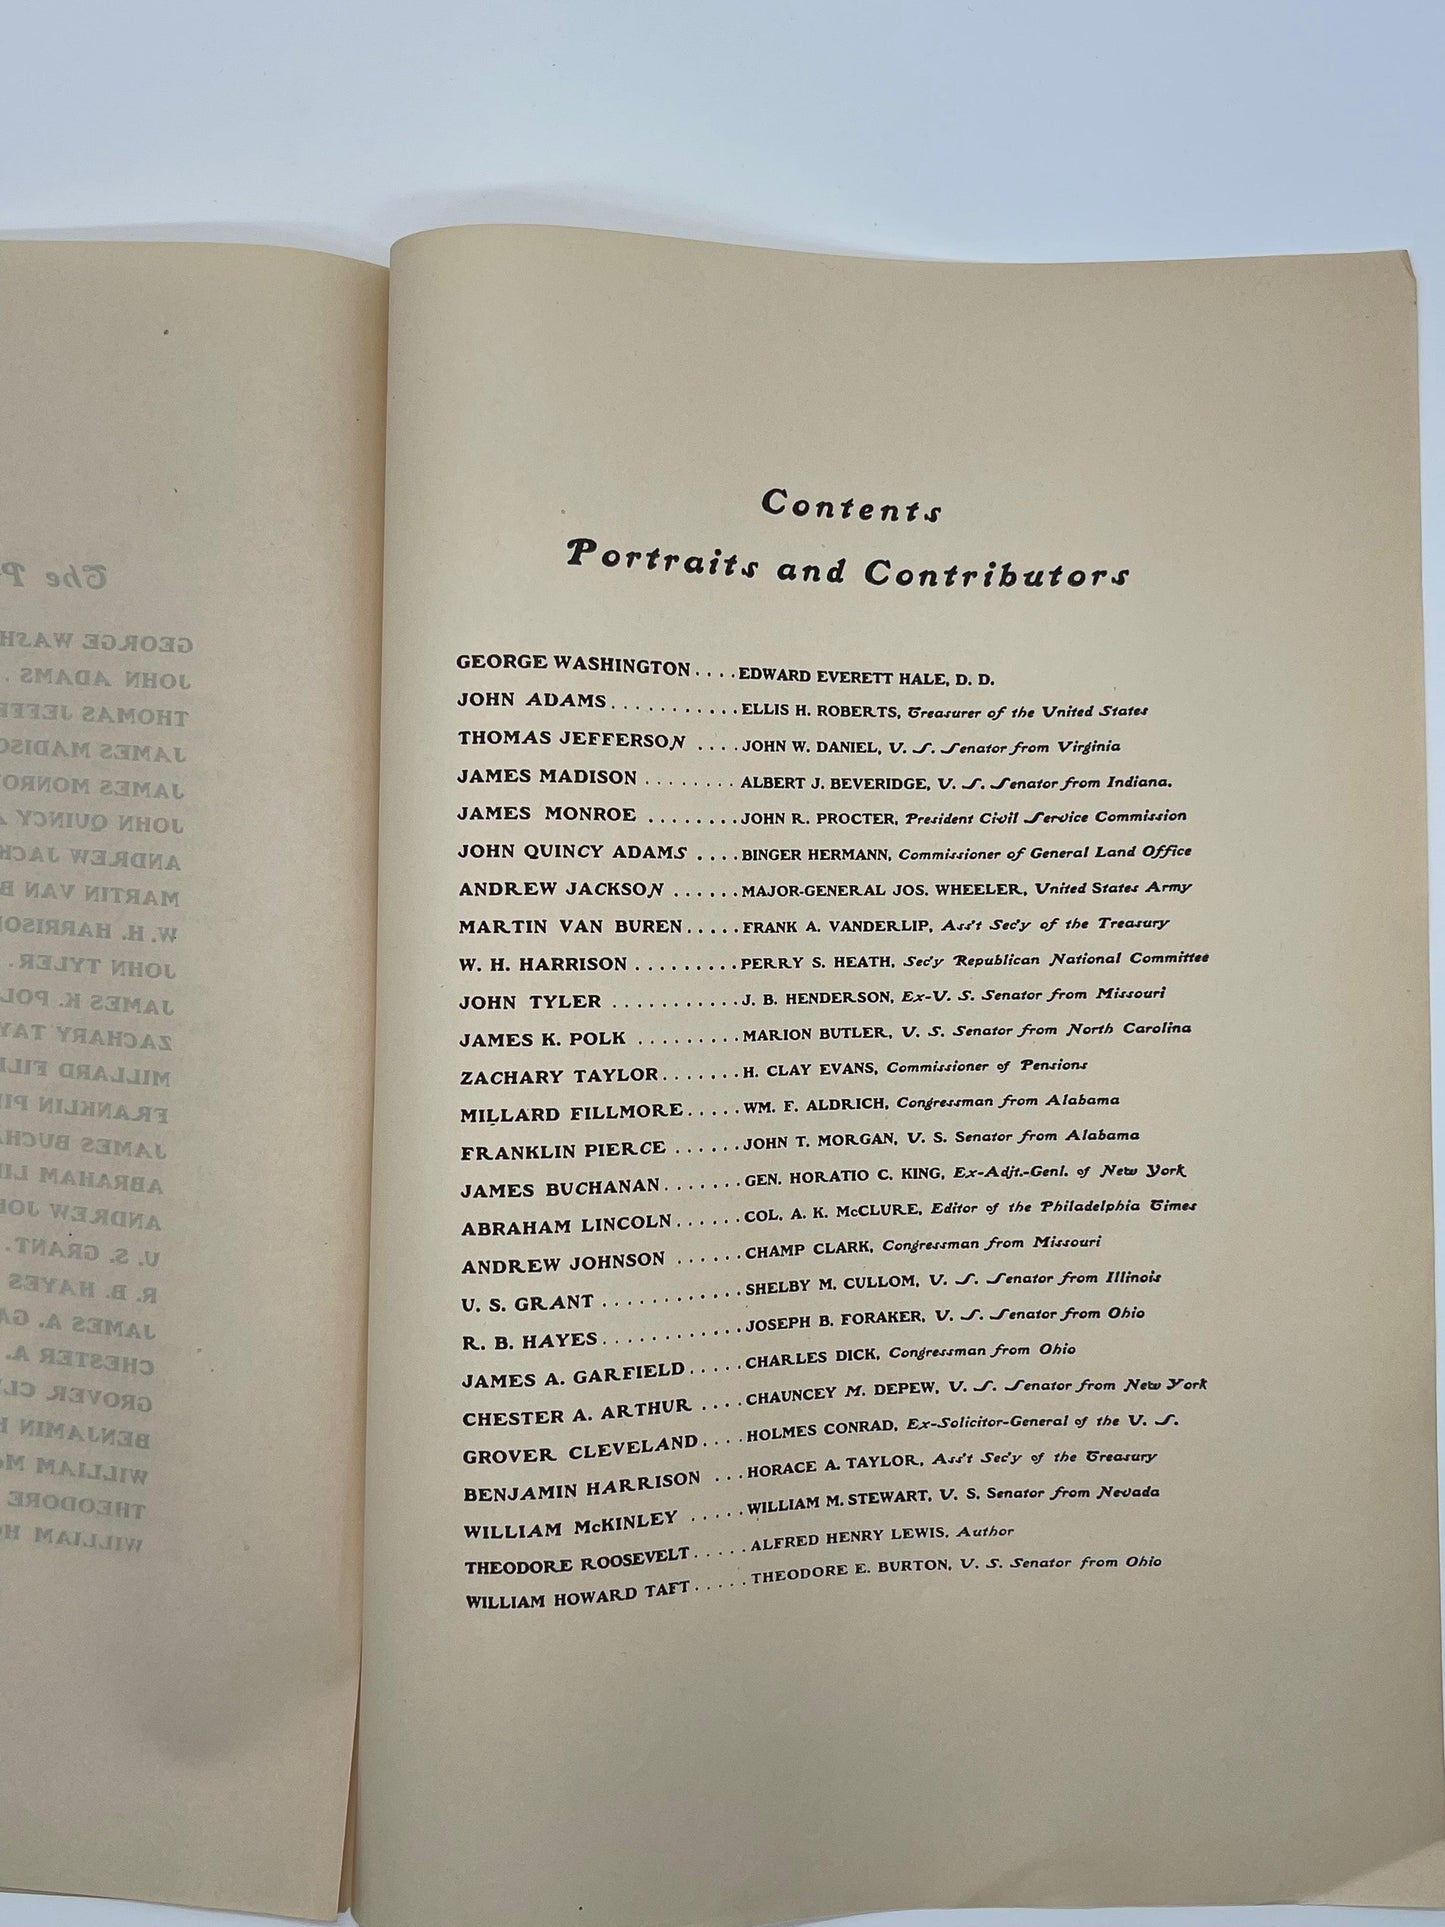 Contents
Portraits and Contributors
GEORGE WASHINGTON . . . . EDWARD EVERETT HALE, D. D.
JOHN ADAMS . . . . . . . . . . . ELLIS H. ROBERTS, Treasurer of the United States
THOMAS JEFFERSON . . . . JOHN W. DANIEL, U. S. Senator from Virginia
JAMES MADISON . . . . . . . . ALBERT J. BEVERIDGE, U. S. Senator from Indiana.
JAMES MONROE . . . . . . . . JOHN R. PROCTER, President Civil Service Commission
JOHN QUINCY ADAMS . . . . BINGER HERMANN, Commissioner of General Land Office
ANDREW JACKSON . . . . . . MAJOR-GENERAL JOS. WHEELER, United States Army
MARTIN VAN BUREN . . . . . FRANK A. VANDERLIP, Ass't Sec'y of the Treasury
W. H. HARRISON . . . . . . . . . PERRY S. HEATH, Sec'y Republican National Committee
JOHN TYLER . . . . . . . . . . . J. B. HENDERSON, Ex-U. S. Senator from Missouri
JAMES K. POLK . . . . . . . . . MARION BUTLER, U. S. Senator from North Carolina
ZACHARY TAYLOR . . . . . . . H. CLAY EVANS, Commissioner of Pensions
MILLARD FILLMORE . . . . . WM. F. ALDRICH, Congressman from Alabama
FRANKLIN PIERCE . . . . . . JOHN T. MORGAN, U. S. Senator from Alabama
JAMES BUCHANAN . . . . . . . GEN. HORATIO C. KING, Ex-Adjt.-Genl. of New York
ABRAHAM LINCOLN . . . . . . COL. A. K. McCLURE, Editor of the Philadelphia Times
ANDREW JOHNSON . . . . . . CHAMP CLARK, Congressman from Missouri
U. S. GRANT . . . . . . . . . . . . SHELBY M. CULLOM, U. S. Senator from Illinois
R. B. HAYES . . . . . . . . . . . . JOSEPH B. FORAKER, U. S. Senator from Ohio
JAMES A. GARFIELD . . . . . CHARLES DICK, Congressman from Ohio
CHESTER A. ARTHUR . . . . CHAUNCEY M. DEPEW, U. S. Senator from New York
GROVER CLEVELAND . . . . HOLMES CONRAD, Ex-Solicitor-General of the U. S.
BENJAMIN HARRISON . . . HORACE A. TAYLOR, Ass't Sec'y of the Treasury
WILLIAM McKINLEY . . . . . WILLIAM M. STEWART, U. S. Senator from Nevada
THEODORE ROOSEVELT . . . . . ALFRED HENRY LEWIS, Author
WILLIAM HOWARD TAFT . . . . . THEODORE E. BURTON, U. S. Senator from Ohio